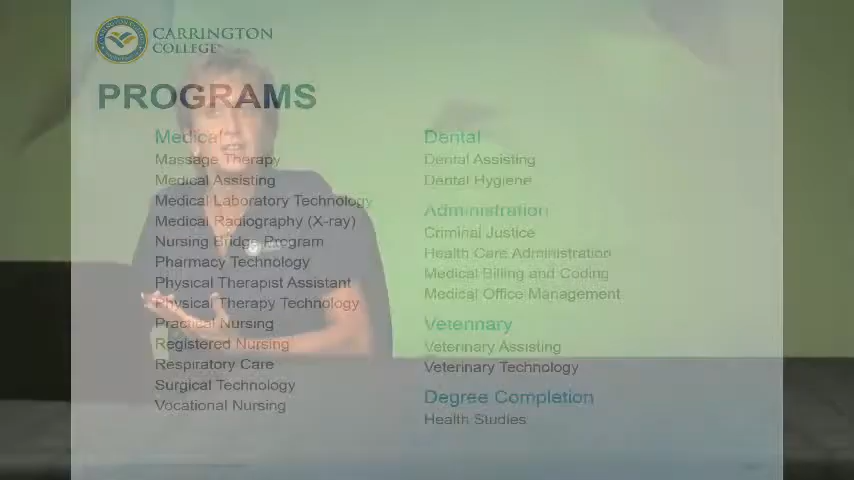 CARRINGTON
COLLEGE
PROGRAMS
Medical
Massage Therapy
Medical Assisting
Medical Laboratory Technology
Medical Radiography (X-ray)
Nursing Bridge Program
Pharmacy Technology
Physical Therapist Assistant
Physical Therapy Technology
Practical Nursing
Registered Nursing
Respiratory Care
Surgical Technology
Vocational Nursing
Dental
Dental Assisting
Dental Hygiene
Administration
Criminal Justice
Health Care Administration
Medical Billing and Coding
Medical Office Management
Veterinary
Veterinary Assisting
Veterinary Technology
Degree Completion
Health Studies